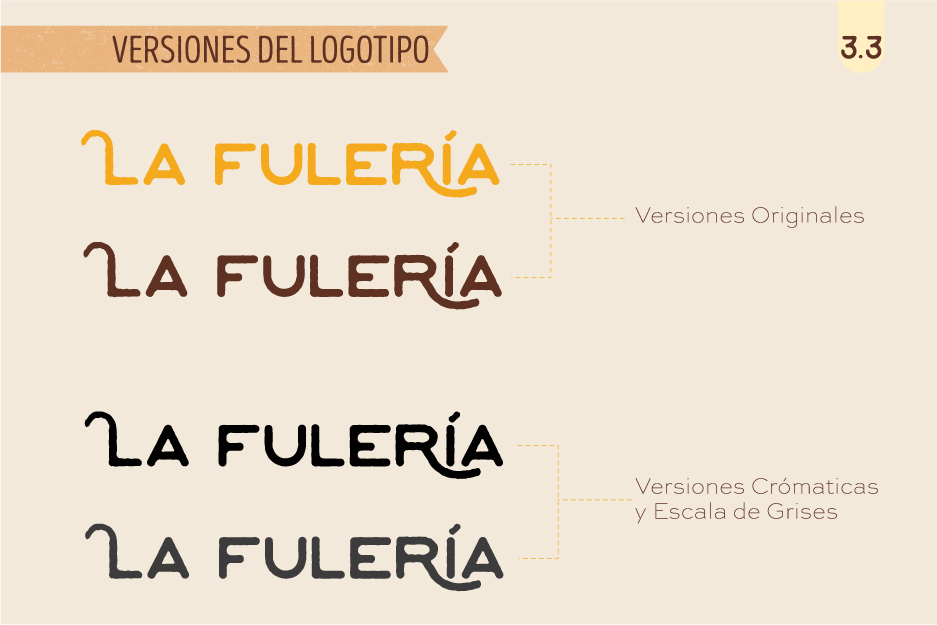 VERSIONES DEL LOGOTIPO
3.3
LA FULERÍA
Versiones Originales
LA FULERÍA
LA FULERÍA
Versiones Crómaticas
y Escala de Grises
LA FULERÍA